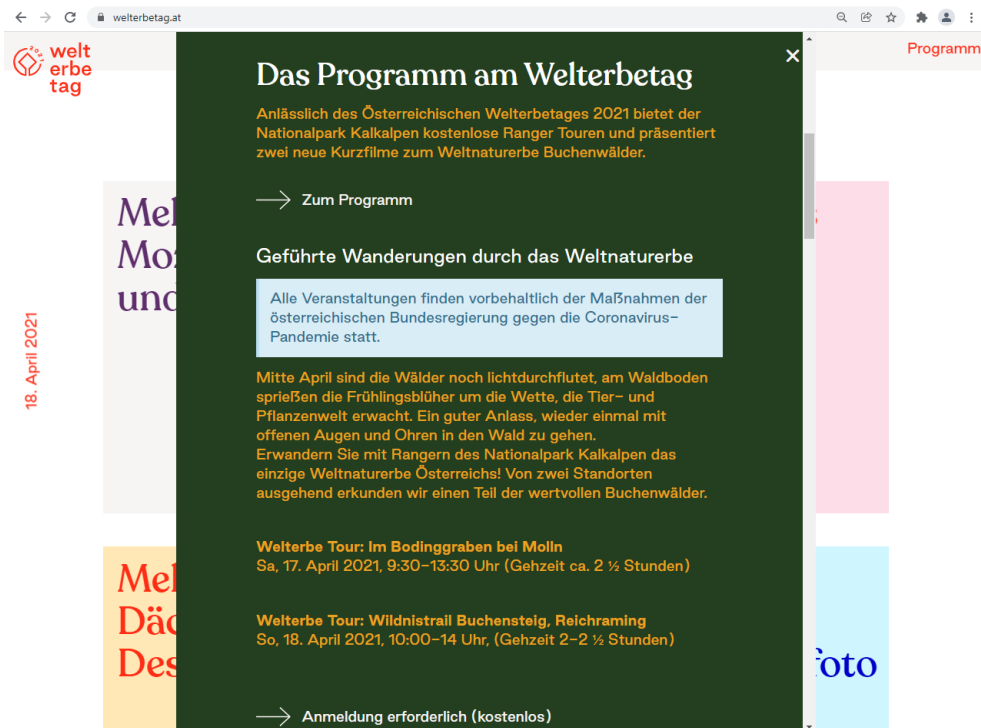 welterbetag.at
welt
erbe
tag
Programm
18. April 2021
Das Programm am Welterbetag
Anlässlich des Österreichischen Welterbetages 2021 bietet der
Nationalpark Kalkalpen kostenlose Ranger Touren und präsentiert
zwei neue Kurzfilme zum Weltnaturerbe Buchenwälder.
Zum Programm
Geführte Wanderungen durch das Weltnaturerbe
Alle Veranstaltungen finden vorbehaltlich der Maßnahmen der
österreichischen Bundesregierung gegen die Coronavirus-
Pandemie statt.
Mitte April sind die Wälder noch lichtdurchflutet, am Waldboden
sprießen die Frühlingsblüher um die Wette, die Tier- und
Pflanzenwelt erwacht. Ein guter Anlass, wieder einmal mit
offenen Augen und Ohren in den Wald zu gehen.
Erwandern Sie mit Rangern des Nationalpark Kalkalpen das
einzige Weltnaturerbe Österreichs! Von zwei Standorten
ausgehend erkunden wir einen Teil der wertvollen Buchenwälder.
Welterbe Tour: Im Bodinggraben bei Molln
Sa, 17. April 2021, 9:30-13:30 Uhr (Gehzeit ca. 2 ½ Stunden)
Welterbe Tour: Wildnistrail Buchensteig, Reichraming
So, 18. April 2021, 10:00-14 Uhr, (Gehzeit 2-2 ½ Stunden)
Anmeldung erforderlich (kostenlos)
und
foto